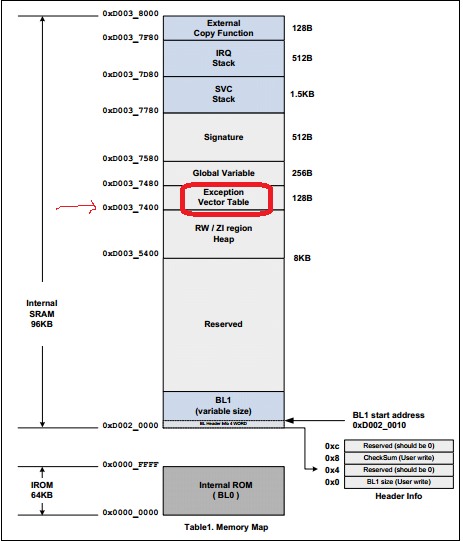 0xD003_8000
External
Copy Function
128B
0xD003_7F80
IRQ
Stack
512B
0xD003_7D80
SVC
Stack
1.5KB
0xD003_7780
Signature
512B
0xD003_7580
Global Variable
256B
0xD003_7480
Exception
Vector Table
128B
0xD003_7400
RW / ZI region
Heap
0xD003_5400
8KB
Internal
SRAM
96KB
Reserved
BL1
(variable size)
BL Header Info 4 WORD
0xD002_0000
BL1 start address
0xD002_0010
0xc
Reserved (should be 0)
0x8
CheckSum (User write)
0x4
Reserved (should be 0)
0x0
BL1 size (User write)
Header Info
0x0000_FFFF
IROM
64KB
Internal ROM
( BL0 )
0x0000_0000
Table1. Memory Map